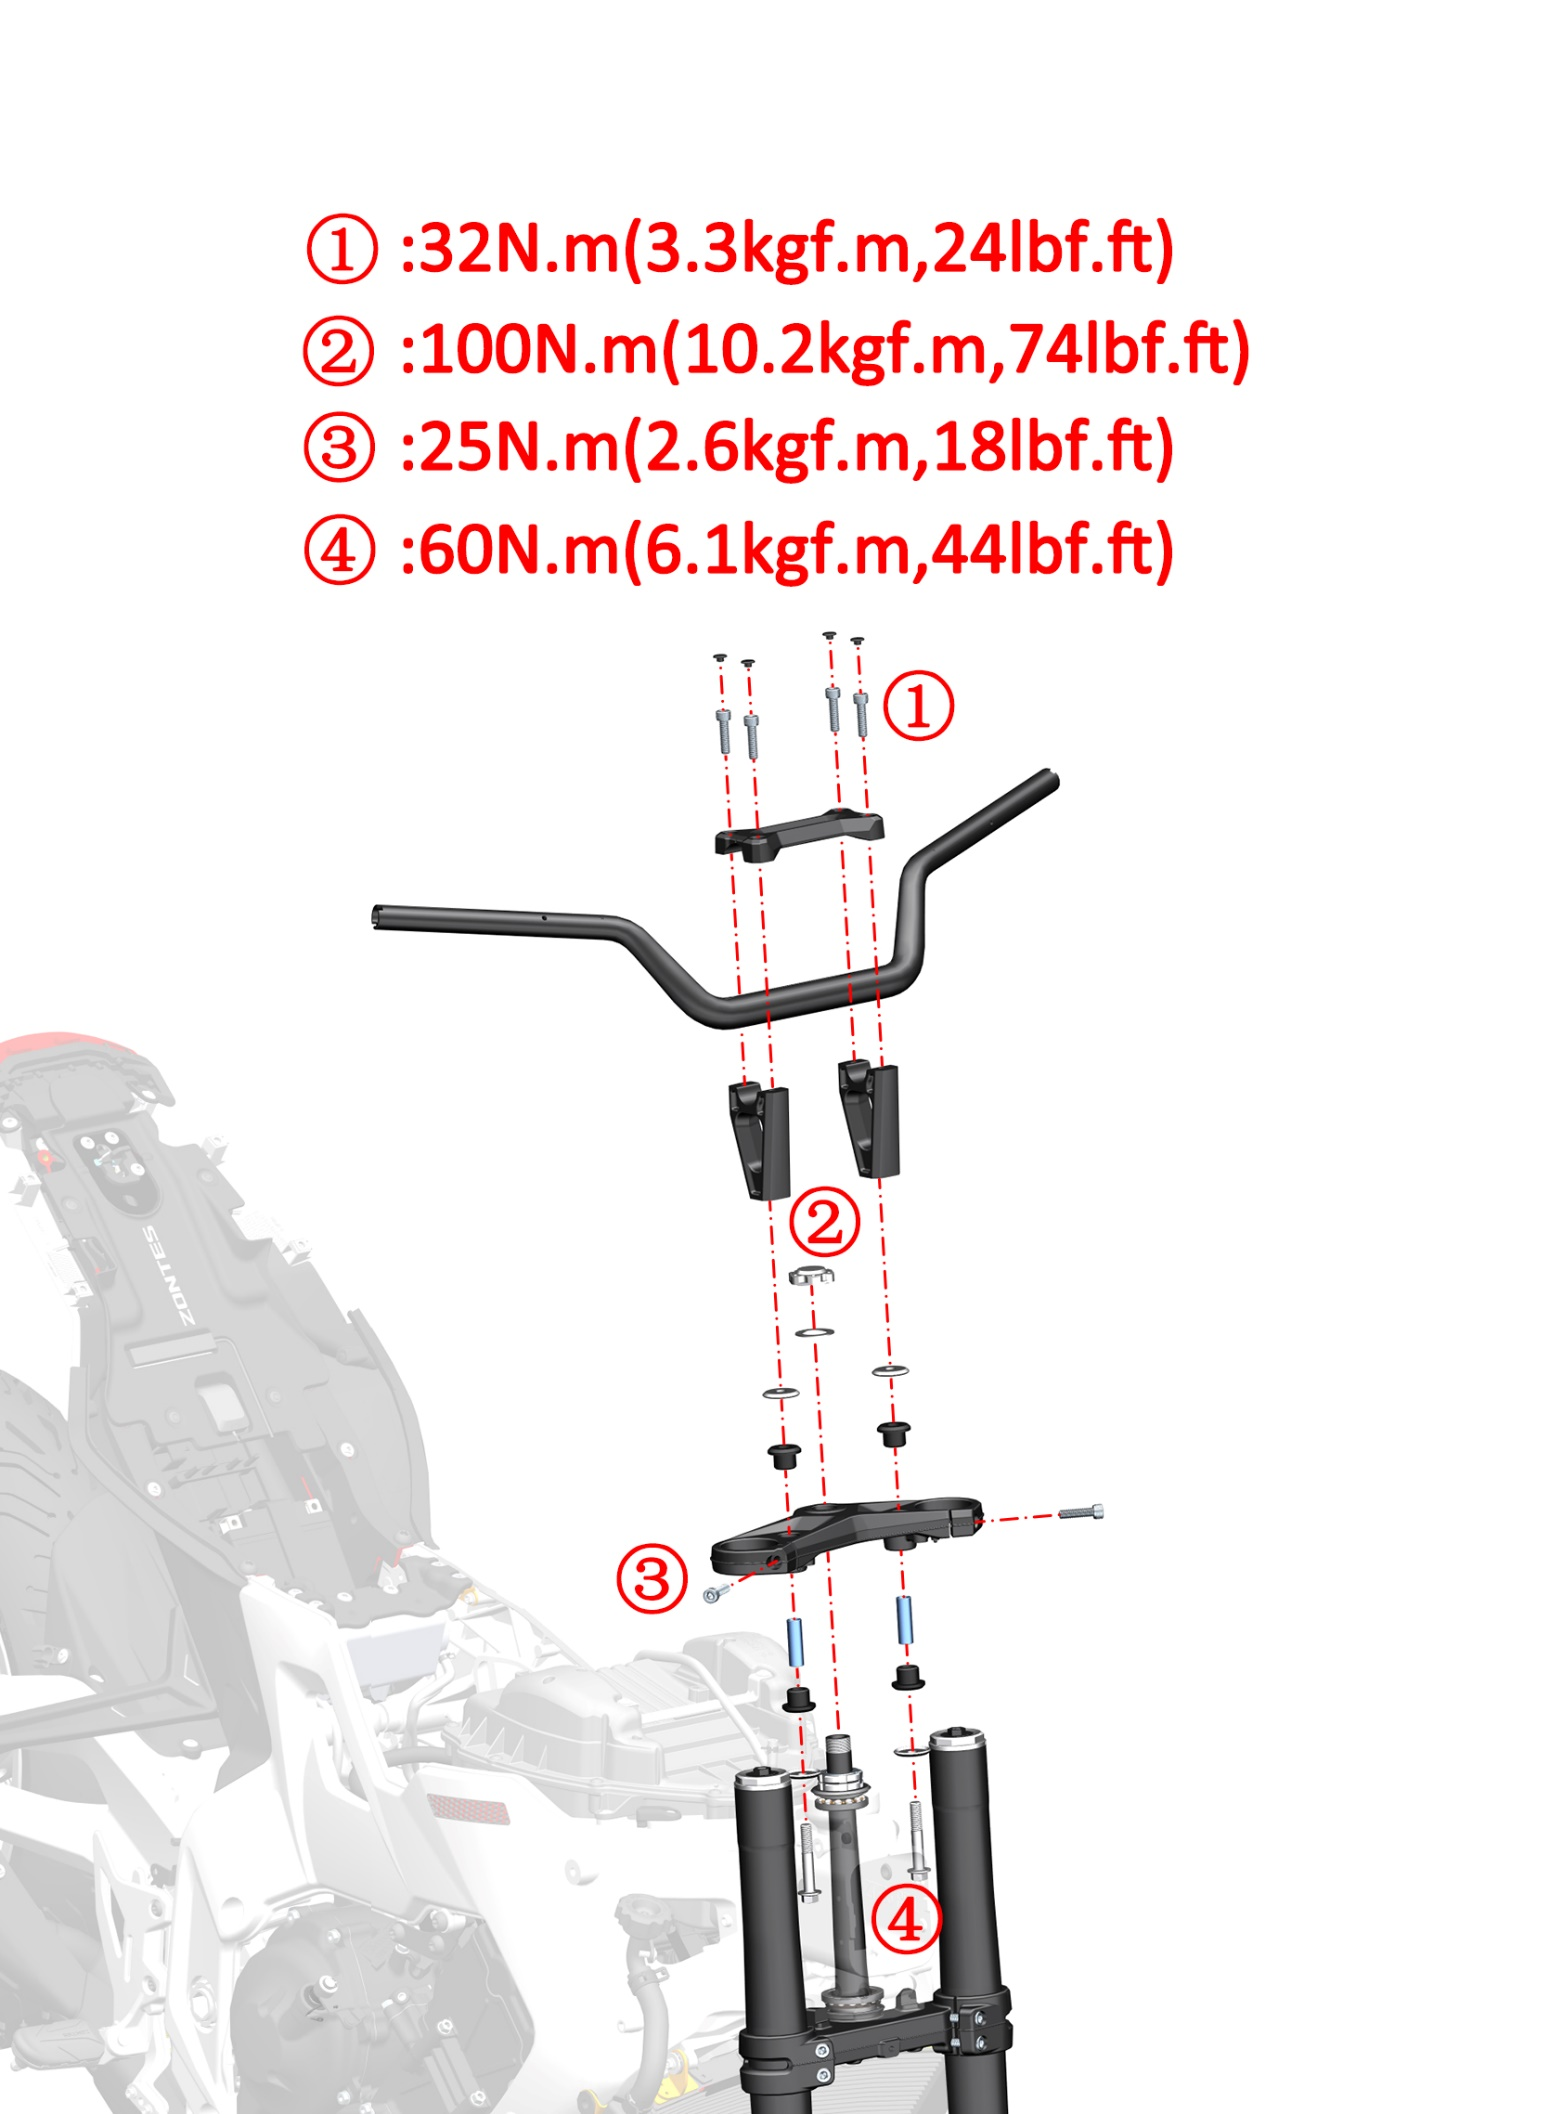 ① :32N.m(3.3kgf.m,24lbf.ft)
② :100N.m(10.2kgf.m,74lbf.ft)
③ :25N.m(2.6kgf.m,18lbf.ft)
④ :60N.m(6.1kgf.m,44lbf.ft)
①
②
ZONTES
③
④